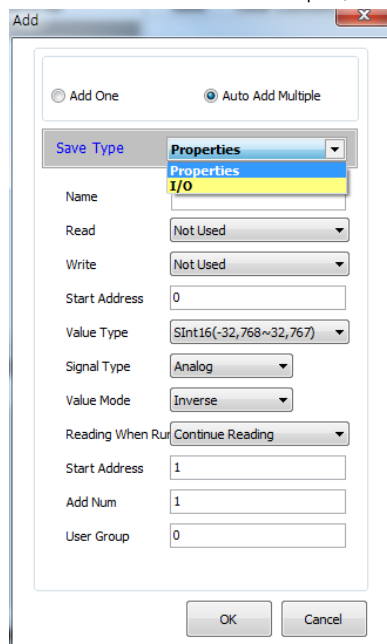 Add
Add One
Auto Add Multiple
Save Type
Properties
Properties
I/O
Name
Read
Not Used
Write
Not Used
Start Address
0
Value Type
SInt16(-32,768~32,767)
Signal Type
Analog
Value Mode
Inverse
Reading When Rur
Continue Reading
Start Address
1
Add Num
1
User Group
0
OK
Cancel